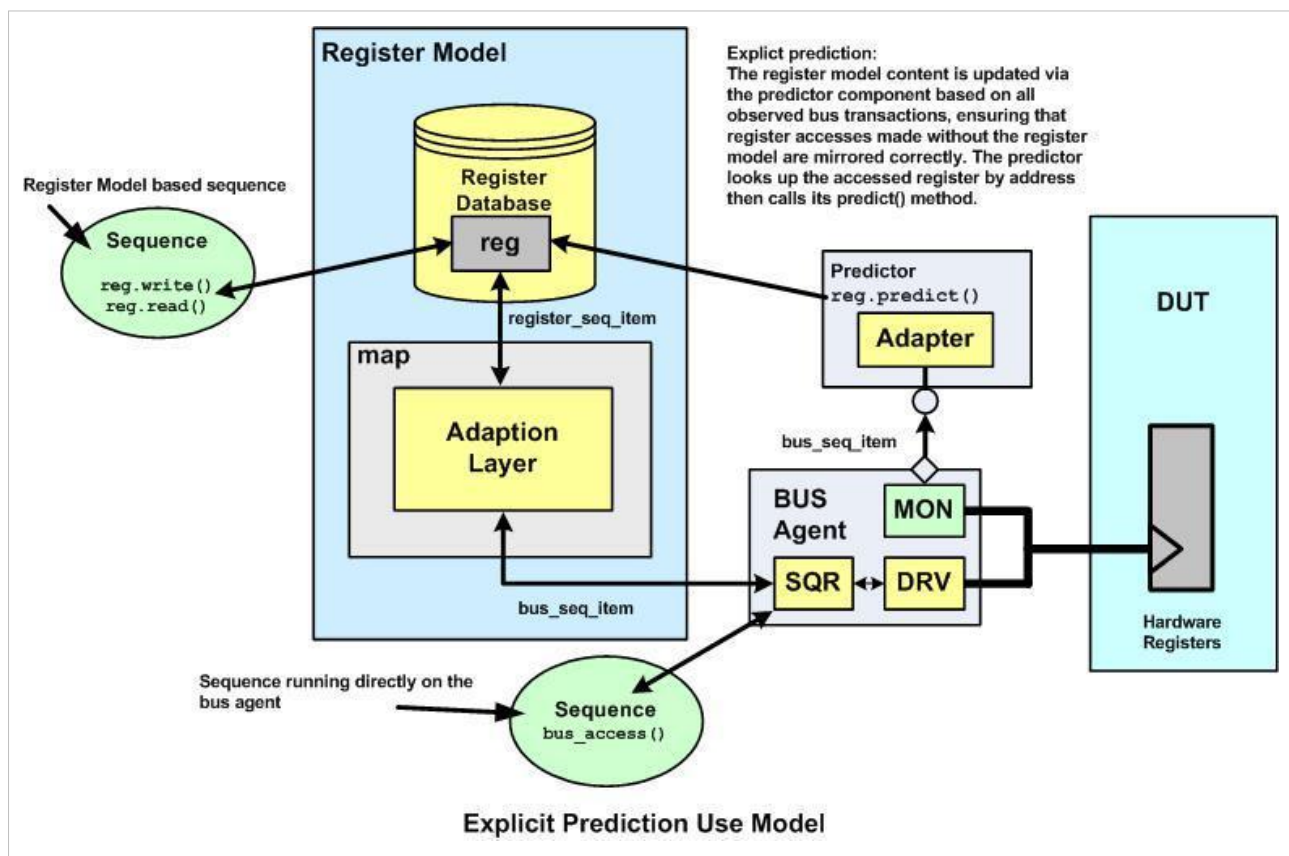 Register Model
Explict prediction:
The register model content is updated via
the predictor component based on all
observed bus transactions, ensuring that
register accesses made without the register
model are mirrored correctly. The predictor
looks up the accessed register by address
then calls its predict() method.
Register Model based sequence
Sequence
reg.write()
reg.read()
Register
Database
reg
register_seq_item
map
Adaption
Layer
bus_seq_item
Predictor
reg.predict()
Adapter
bus_seq_item
BUS
Agent
MON
SQR
DRV
DUT
Hardware
Registers
Sequence running directly on the
bus agent
Sequence
bus_access()
Explicit Prediction Use Model